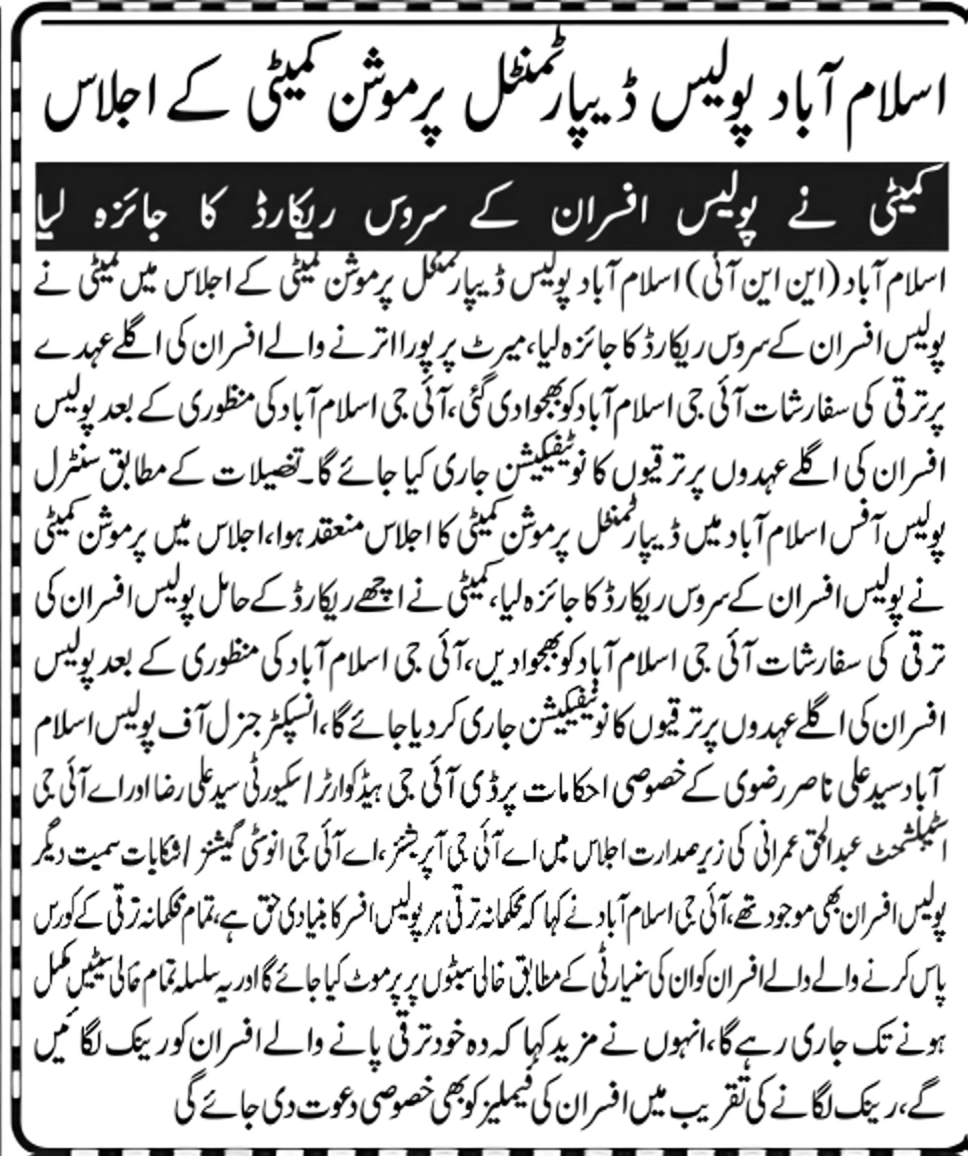 اسلام آباد پولیس ڈیپارٹمنٹل پرموشن کمیٹی کے اجلاس
کمیٹی نے پولیس افسران کے سروس ریکارڈ کا جائزہ لیا
اسلام آباد (این این آئی) اسلام آباد پولیس ڈیپارٹمنٹل پرموشن کمیٹی کے اجلاس میں کمیٹی نے
پولیس افسران کے سروس ریکارڈ کا جائزہ لیا، میرٹ پر پورا اترنے والے افسران کی اگلے عہدے
پر ترقی کی سفارشات آئی جی اسلام آباد کو بھجوا دی گئی، آئی جی اسلام آباد کی منظوری کے بعد پولیس
افسران کی اگلے عہدوں پر ترقیوں کا نوٹیفکیشن جاری کیا جائے گا۔ تفصیلات کے مطابق سنٹرل
پولیس آفس اسلام آباد میں ڈیپارٹمنٹل پرموشن کمیٹی کا اجلاس منعقد ہوا، اجلاس میں پرموشن کمیٹی
نے پولیس افسران کے سروس ریکارڈ کا جائزہ لیا، کمیٹی نے اچھے ریکارڈ کے حامل پولیس افسران کی
ترقی کی سفارشات آئی جی اسلام آباد کو بھجوا دیں، آئی جی اسلام آباد کی منظوری کے بعد پولیس
افسران کی اگلے عہدوں پر ترقیوں کا نوٹیفکیشن جاری کر دیا جائے گا، انسپکٹر جنرل آف پولیس اسلام
آباد سید علی ناصر رضوی کے خصوصی احکامات پر ڈی آئی جی ہیڈکوارٹر/سکیورٹی سید علی رضا اور اے آئی جی
اسٹیبلشمنٹ عبدالحق عمرانی کی زیر صدارت اجلاس میں اے آئی جی آپریشنز، اے آئی جی انوسٹی گیشنز /شکایات سمیت دیگر
پولیس افسران بھی موجود تھے، آئی جی اسلام آباد نے کہا کہ محکمانہ ترقی ہر پولیس افسر کا بنیادی حق ہے، تمام محکمانہ ترقی کے کورس
پاس کرنے والے والے افسران کو ان کی سنیارٹی کے مطابق خالی سیٹوں پر پرموٹ کیا جائے گا اور یہ سلسلہ تمام خالی سیٹیں مکمل
ہونے تک جاری رہے گا، انہوں نے مزید کہا کہ وہ خود ترقی پانے والے افسران کو رینک لگائیں
گے، رینک لگانے کی تقریب میں افسران کی فیملیز کو بھی خصوصی دعوت دی جائے گی